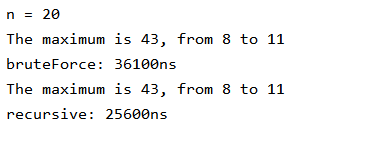 n = 20
The maximum is 43, from 8 to 11
bruteForce: 36100ns
The maximum is 43, from 8 to 11
recursive: 25600ns